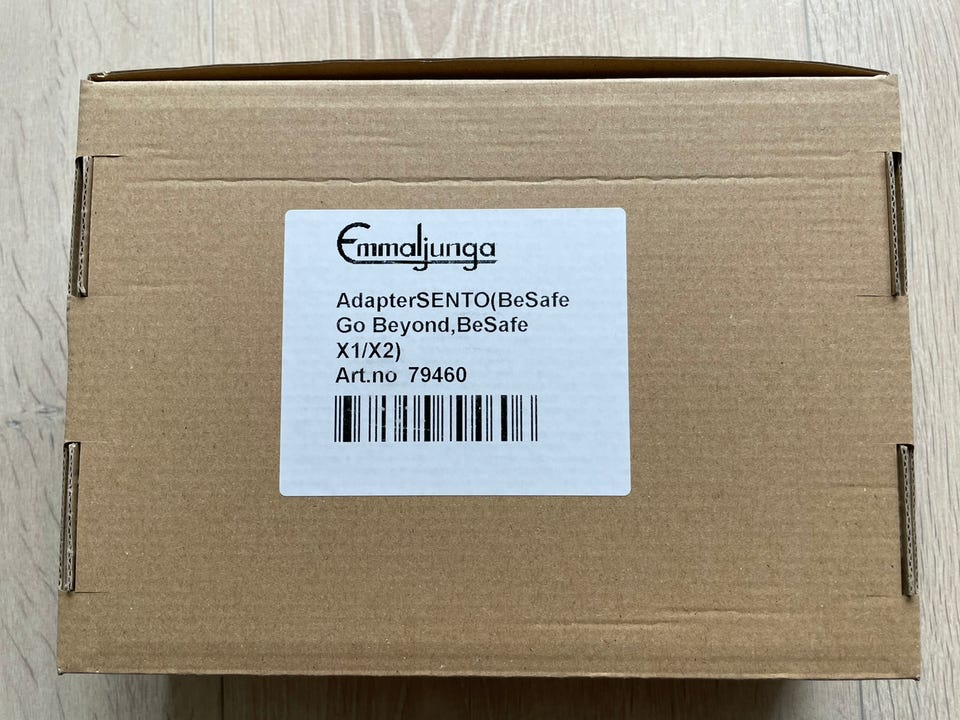 Emmaljunga
AdapterSENTO(BeSafe
Go Beyond,BeSafe
X1/X2)
Art.no 79460